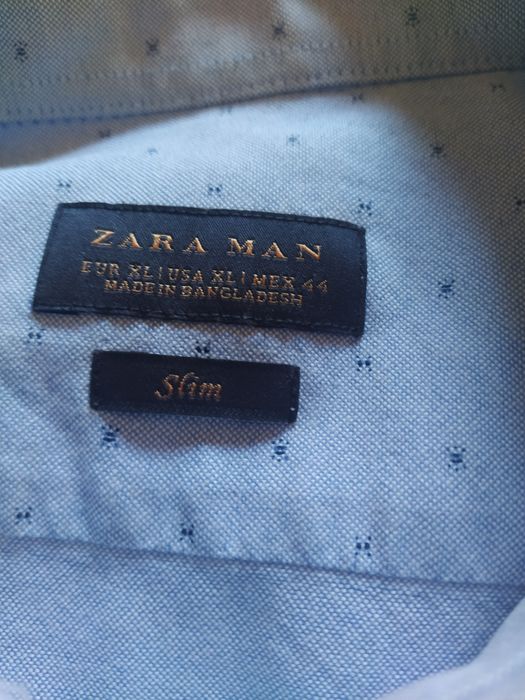 ZARA MAN
EUR XL | USA XL | MEX 44
MADE IN BANGLADESH
Slim